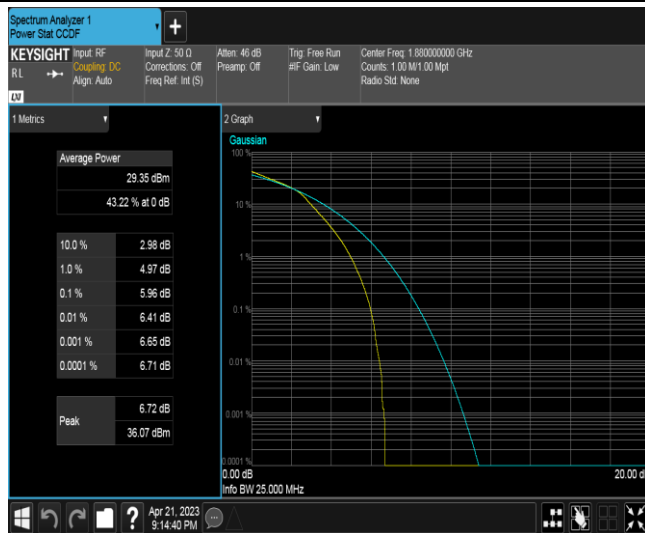 Spectrum Analyzer 1
Power Stat CCDF
+
KEYSIGHT
RL
Input: RF
Coupling: DC
Align: Auto
Input Z: 50 Ω
Corrections: Off
Freq Ref: Int (S)
Atten: 46 dB
Preamp: Off
Trig: Free Run
#IF Gain: Low
Center Freq: 1.880000000 GHz
Counts: 1.00 M/1.00 Mpt
Radio Std: None
1 Metrics
Average Power
29.35 dBm
43.22 % at 0 dB
10.0 % 2.98 dB
1.0 % 4.97 dB
0.1 % 5.96 dB
0.01 % 6.41 dB
0.001 % 6.65 dB
0.0001 % 6.71 dB
Peak
6.72 dB
36.07 dBm
2 Graph
Gaussian
100 %
10 %
1 %
0.1 %
0.01 %
0.001 %
0.0001 %
0.00 dB
20.00 d
Info BW 25.000 MHz
?
Apr 21, 2023
9:14:40 PM